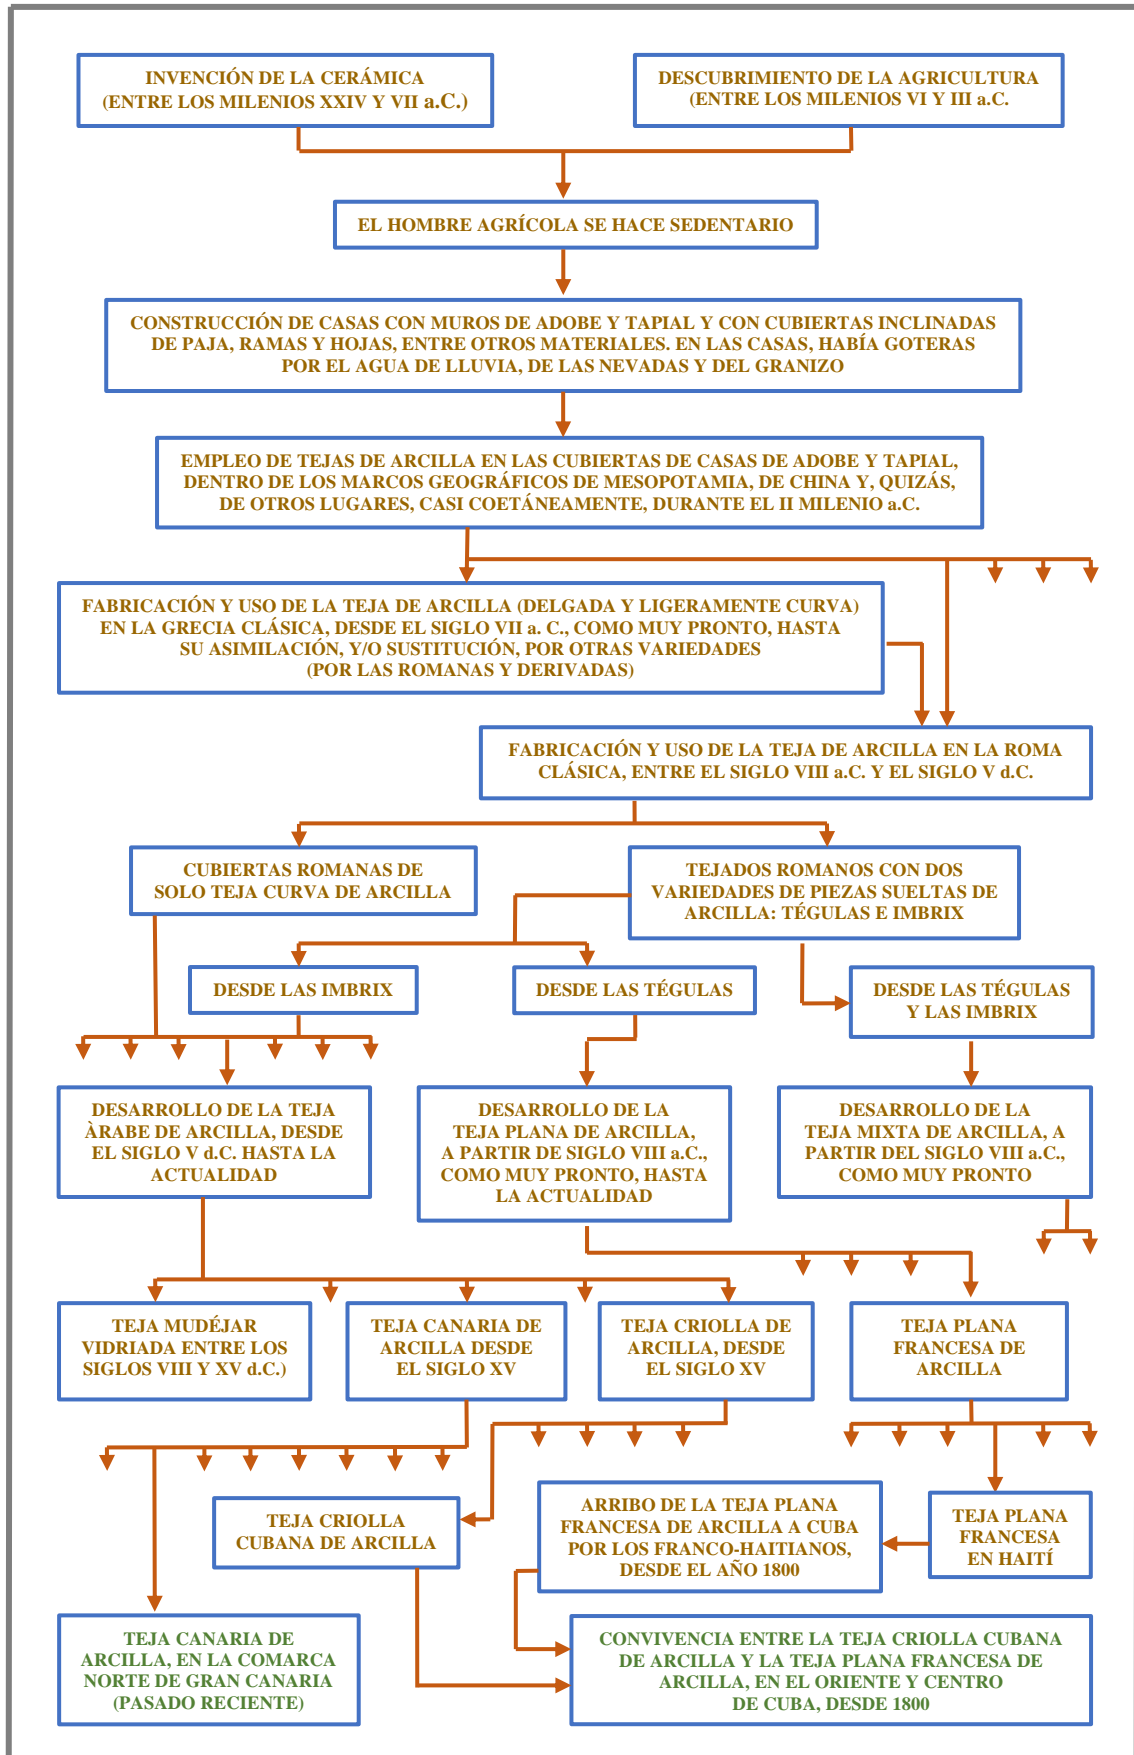 INVENCIÓN DE LA CERÁMICA
(ENTRE LOS MILENIOS XXIV Y VII a.C.)
DESCUBRIMIENTO DE LA AGRICULTURA
(ENTRE LOS MILENIOS VI Y III a.C.
EL HOMBRE AGRÍCOLA SE HACE SEDENTARIO
CONSTRUCCIÓN DE CASAS CON MUROS DE ADOBE Y TAPIAL Y CON CUBIERTAS INCLINADAS
DE PAJA, RAMAS Y HOJAS, ENTRE OTROS MATERIALES. EN LAS CASAS, HABÍA GOTERAS
POR EL AGUA DE LLUVIA, DE LAS NEVADAS Y DEL GRANIZO
EMPLEO DE TEJAS DE ARCILLA EN LAS CUBIERTAS DE CASAS DE ADOBE Y TAPIAL,
DENTRO DE LOS MARCOS GEOGRÁFICOS DE MESOPOTAMIA, DE CHINA Y, QUIZÁS,
DE OTROS LUGARES, CASI COETÁNEAMENTE, DURANTE EL II MILENIO a.C.
FABRICACIÓN Y USO DE LA TEJA DE ARCILLA (DELGADA Y LIGERAMENTE CURVA)
EN LA GRECIA CLÁSICA, DESDE EL SIGLO VII a. C., COMO MUY PRONTO, HASTA
SU ASIMILACIÓN, Y/O SUSTITUCIÓN, POR OTRAS VARIEDADES
(POR LAS ROMANAS Y DERIVADAS)
FABRICACIÓN Y USO DE LA TEJA DE ARCILLA EN LA ROMA
CLÁSICA, ENTRE EL SIGLO VIII a.C. Y EL SIGLO V d.C.
CUBIERTAS ROMANAS DE
SOLO TEJA CURVA DE ARCILLA
TEJADOS ROMANOS CON DOS
VARIEDADES DE PIEZAS SUELTAS DE
ARCILLA: TÉGULAS E IMBRIX
DESDE LAS IMBRIX
DESDE LAS TÉGULAS
DESDE LAS TÉGULAS
Y LAS IMBRIX
DESARROLLO DE LA TEJA
ÀRABE DE ARCILLA, DESDE
EL SIGLO V d.C. HASTA LA
ACTUALIDAD
DESARROLLO DE LA
TEJA PLANA DE ARCILLA,
A PARTIR DE SIGLO VIII a.C.,
COMO MUY PRONTO, HASTA
LA ACTUALIDAD
DESARROLLO DE LA
TEJA MIXTA DE ARCILLA, A
PARTIR DEL SIGLO VIII a.C.,
COMO MUY PRONTO
TEJA MUDÉJAR
VIDRIADA ENTRE LOS
SIGLOS VIII Y XV d.C.)
TEJA CANARIA DE
ARCILLA DESDE
EL SIGLO XV
TEJA CRIOLLA DE
ARCILLA, DESDE
EL SIGLO XV
TEJA PLANA
FRANCESA DE
ARCILLA
TEJA CRIOLLA
CUBANA DE ARCILLA
ARRIBO DE LA TEJA PLANA
FRANCESA DE ARCILLA A CUBA
POR LOS FRANCO-HAITIANOS,
DESDE EL AÑO 1800
TEJA PLANA
FRANCESA
EN HAITÍ
TEJA CANARIA DE
ARCILLA, EN LA COMARCA
NORTE DE GRAN CANARIA
(PASADO RECIENTE)
CONVIVENCIA ENTRE LA TEJA CRIOLLA CUBANA
DE ARCILLA Y LA TEJA PLANA FRANCESA DE
ARCILLA, EN EL ORIENTE Y CENTRO
DE CUBA, DESDE 1800